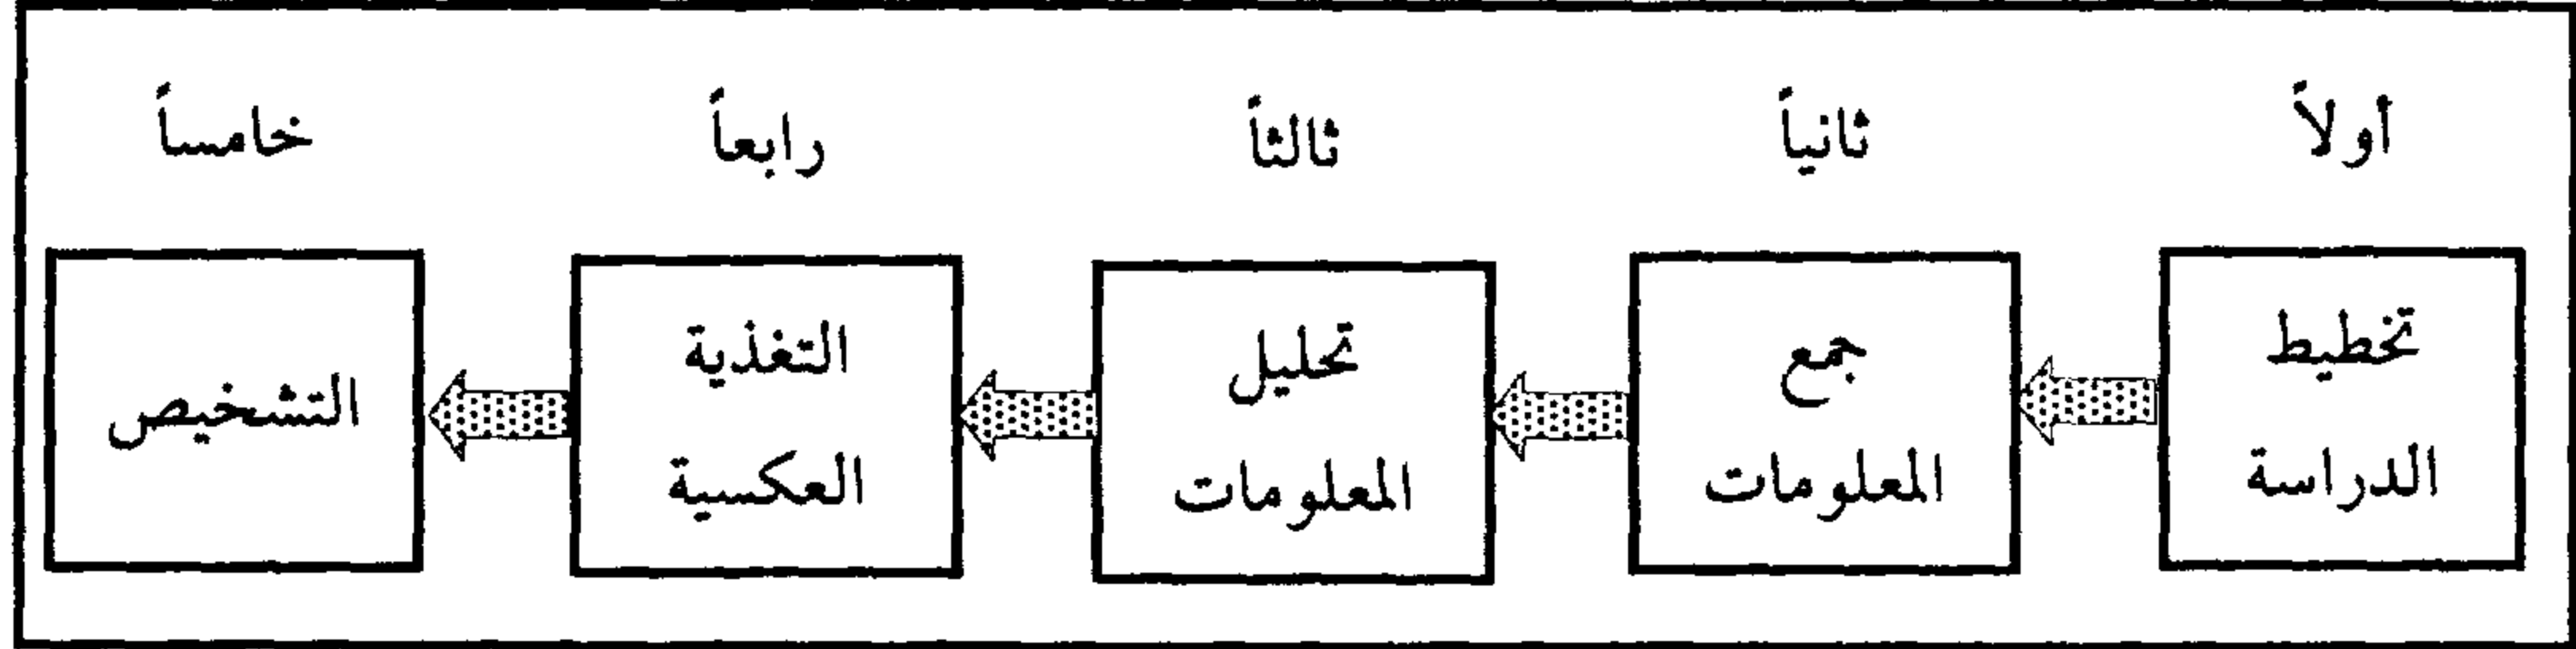 أولاً
ثانياً
ثالثاً
رابعاً
خامساً
تخطيط
الدراسة
جمع
المعلومات
تحليل
المعلومات
التغذية
العكسية
التشخيص